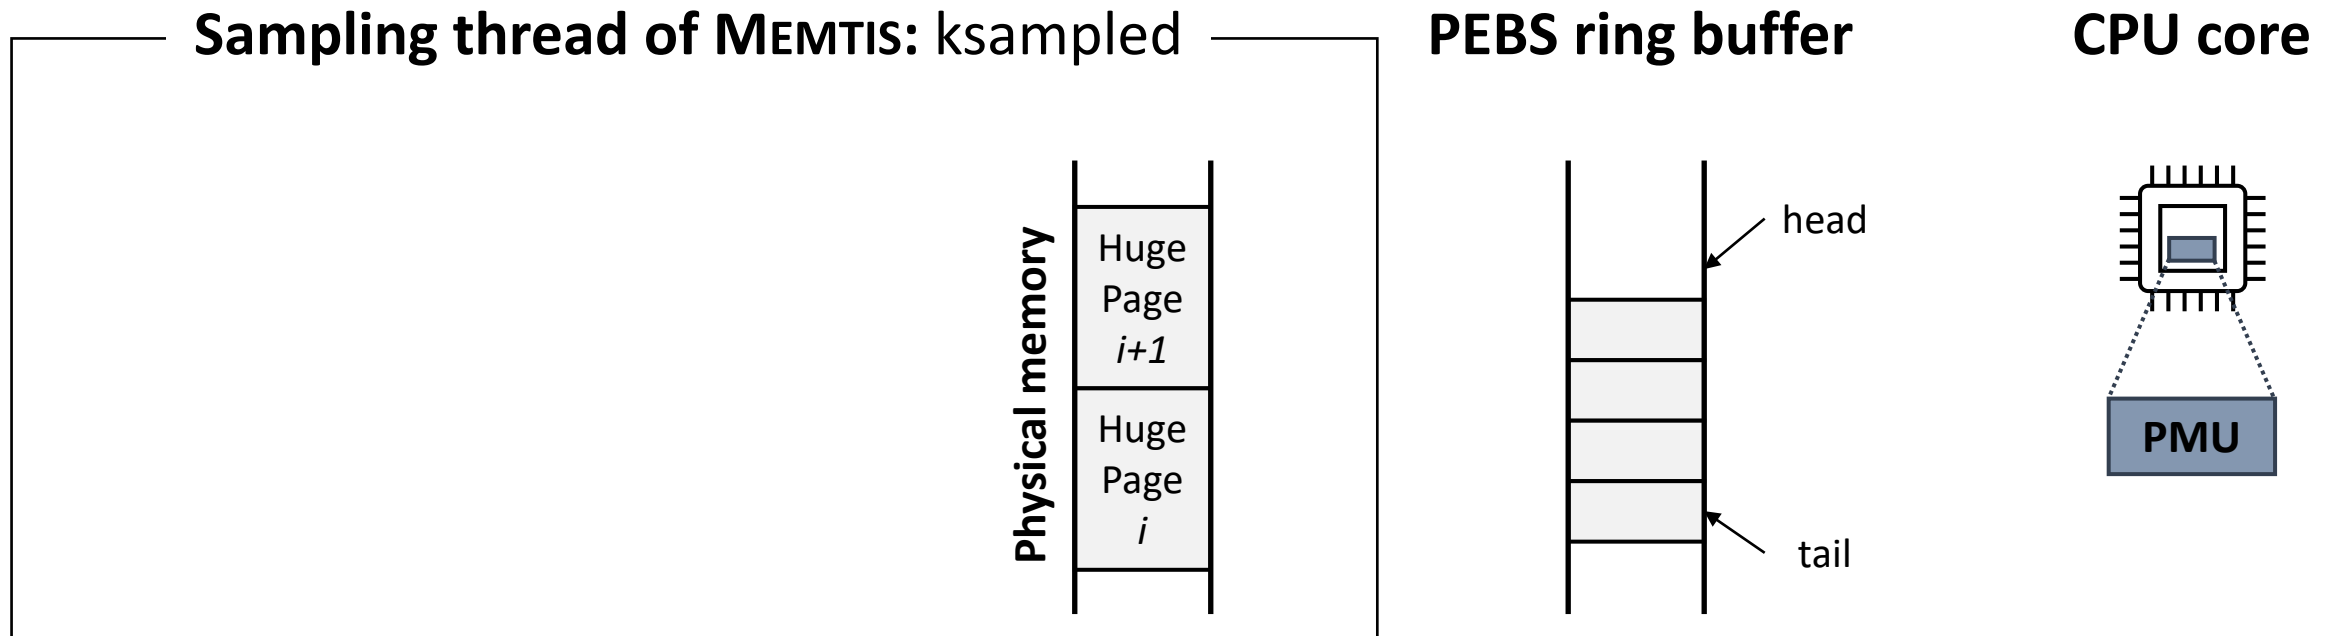 Sampling thread of MEMTIS: ksampled
PEBS ring buffer
CPU core
Physical memory
Huge
Page
i+1
Huge
Page
i
head
tail
PMU